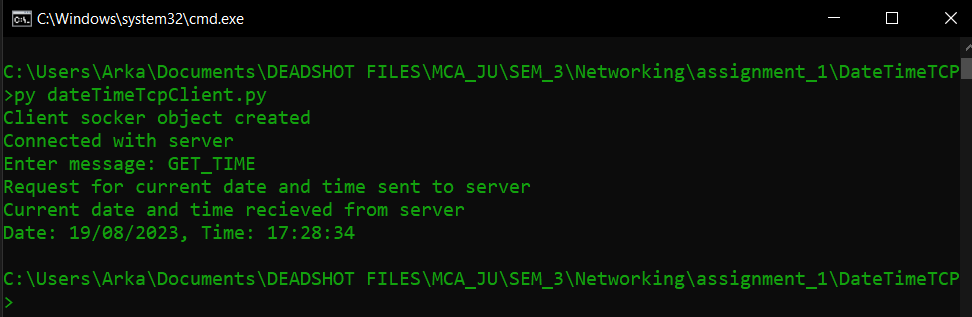 C:\Windows\system32\cmd.exe
C:\Users\Arka\Documents\DEADSHOT FILES\MCA_JU\SEM_3\Networking\assignment_1\DateTimeTCP
>py dateTimeTcpClient.py
Client socker object created
Connected with server
Enter message: GET_TIME
Request for current date and time sent to server
Current date and time recieved from server
Date: 19/08/2023, Time: 17:28:34
C:\Users\Arka\Documents\DEADSHOT FILES\MCA_JU\SEM_3\Networking\assignment_1\DateTimeTCP
>